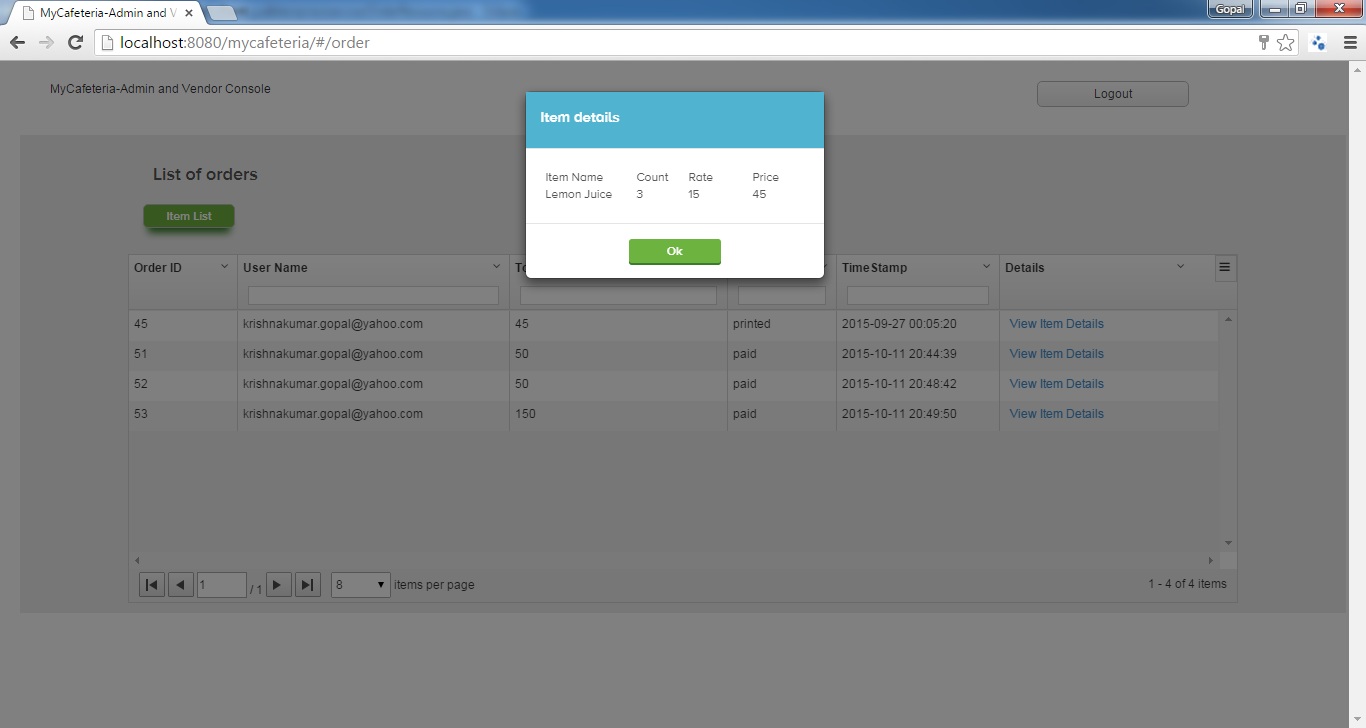 MyCafeteria-Admin and V
Gopal
localhost:8080/mycafeteria/#/order
MyCafeteria-Admin and Vendor Console
Logout
Item details
Item Name Count Rate Price
Lemon Juice 3 15 45
Ok
List of orders
Item List
Order ID User Name To TimeStamp Details
45 krishnakumar.gopal@yahoo.com 45 printed 2015-09-27 00:05:20 View Item Details
51 krishnakumar.gopal@yahoo.com 50 paid 2015-10-11 20:44:39 View Item Details
52 krishnakumar.gopal@yahoo.com 50 paid 2015-10-11 20:48:42 View Item Details
53 krishnakumar.gopal@yahoo.com 150 paid 2015-10-11 20:49:50 View Item Details
1 / 1 8 items per page 1 - 4 of 4 items